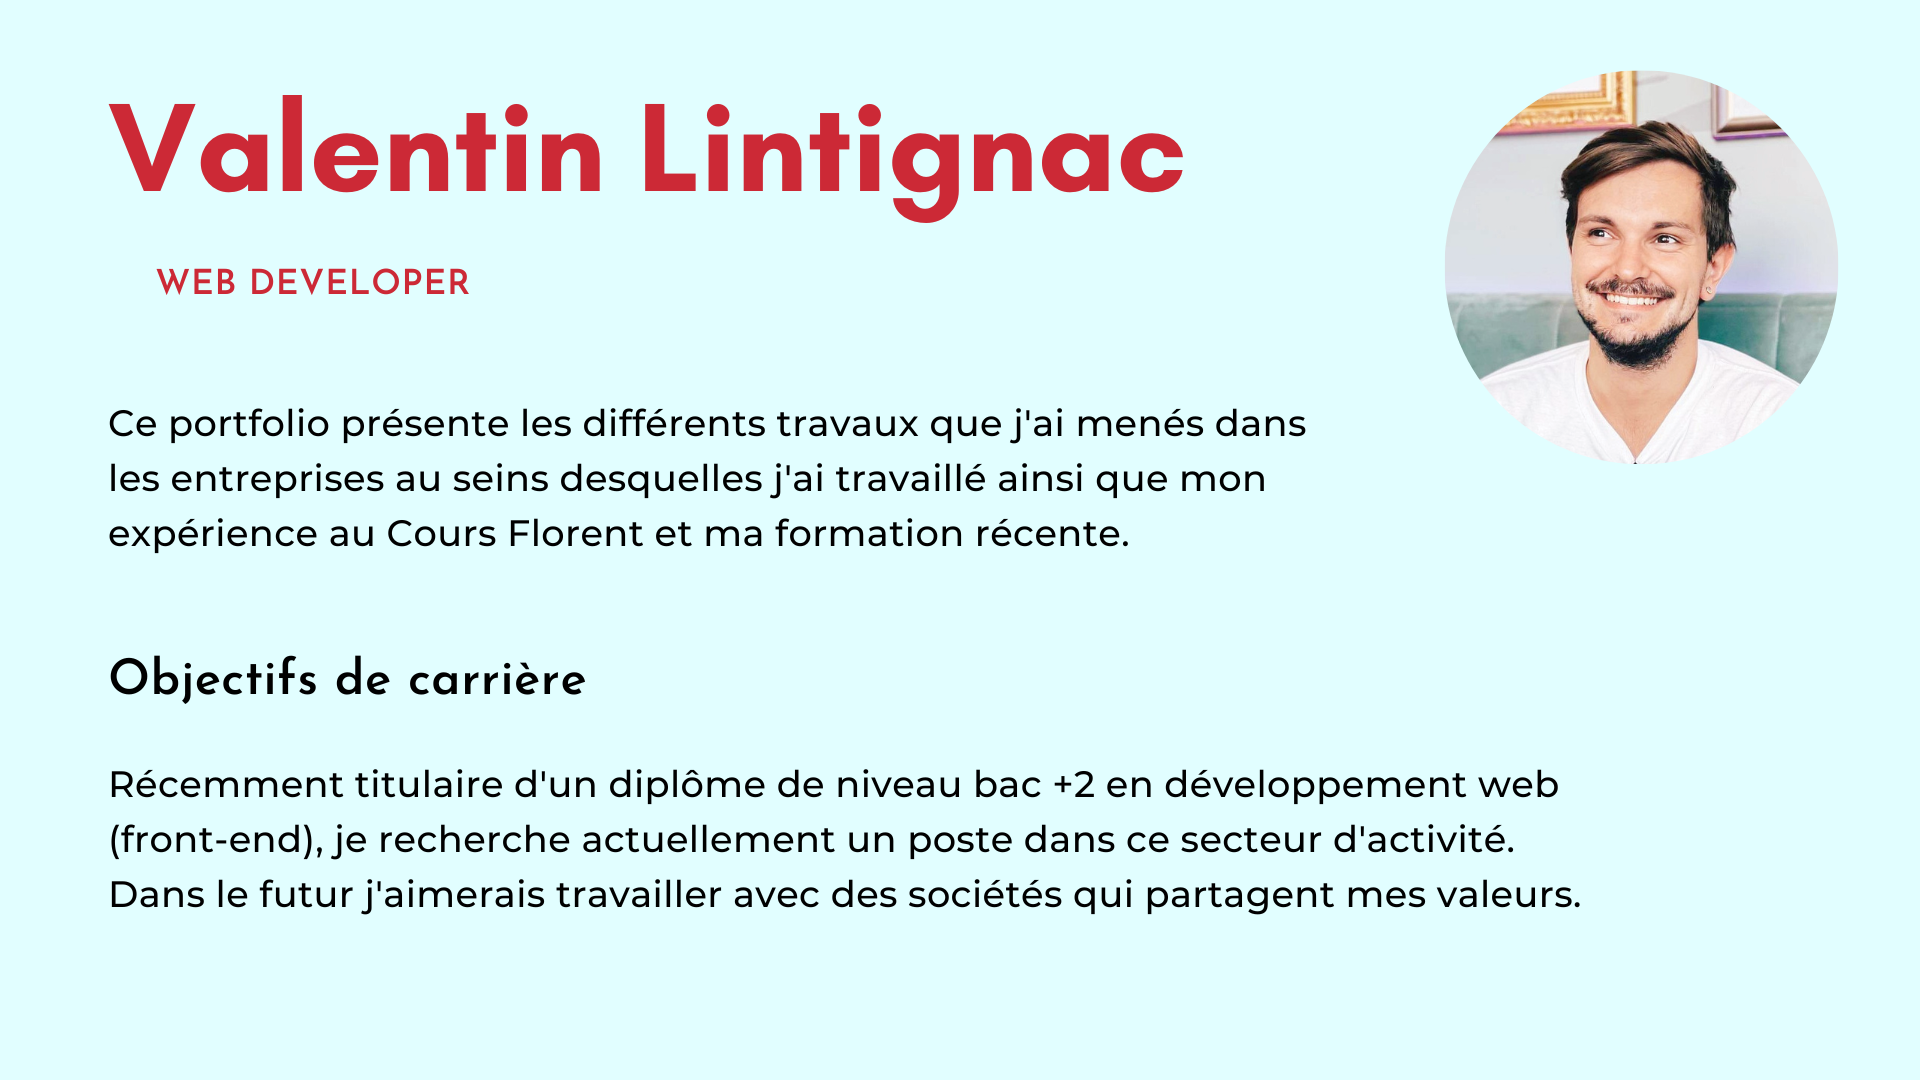 Valentin Lintignac
WEB DEVELOPER
Ce portfolio présente les différents travaux que j'ai menés dans
les entreprises au seins desquelles j'ai travaillé ainsi que mon
expérience au Cours Florent et ma formation récente.
Objectifs de carrière
Récemment titulaire d'un diplôme de niveau bac +2 en développement web
(front-end), je recherche actuellement un poste dans ce secteur d'activité.
Dans le futur j'aimerais travailler avec des sociétés qui partagent mes valeurs.